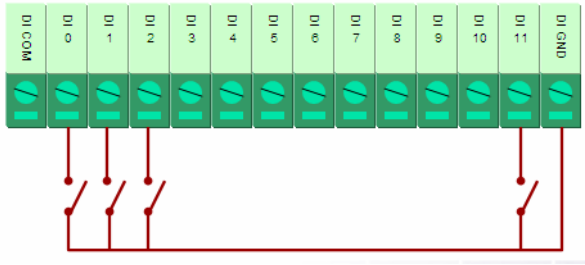 DI COM
DI 0
DI 1
DI 2
DI 3
DI 4
DI 5
DI 6
DI 7
DI 8
DI 9
DI 10
DI 11
DI GND